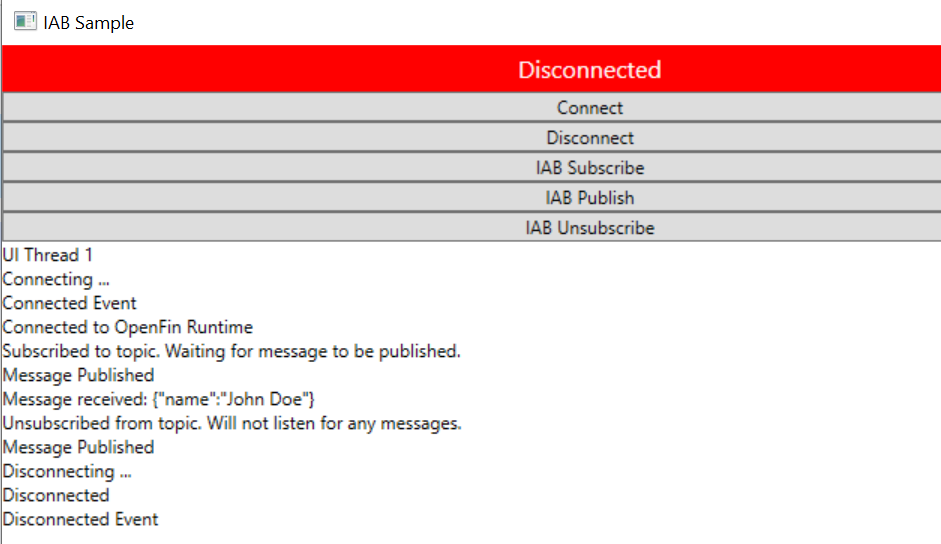 IAB Sample
Disconnected
Connect
Disconnect
IAB Subscribe
IAB Publish
IAB Unsubscribe
UI Thread 1
Connecting ...
Connected Event
Connected to OpenFin Runtime
Subscribed to topic. Waiting for message to be published.
Message Published
Message received: {"name":"John Doe"}
Unsubscribed from topic. Will not listen for any messages.
Message Published
Disconnecting ...
Disconnected
Disconnected Event